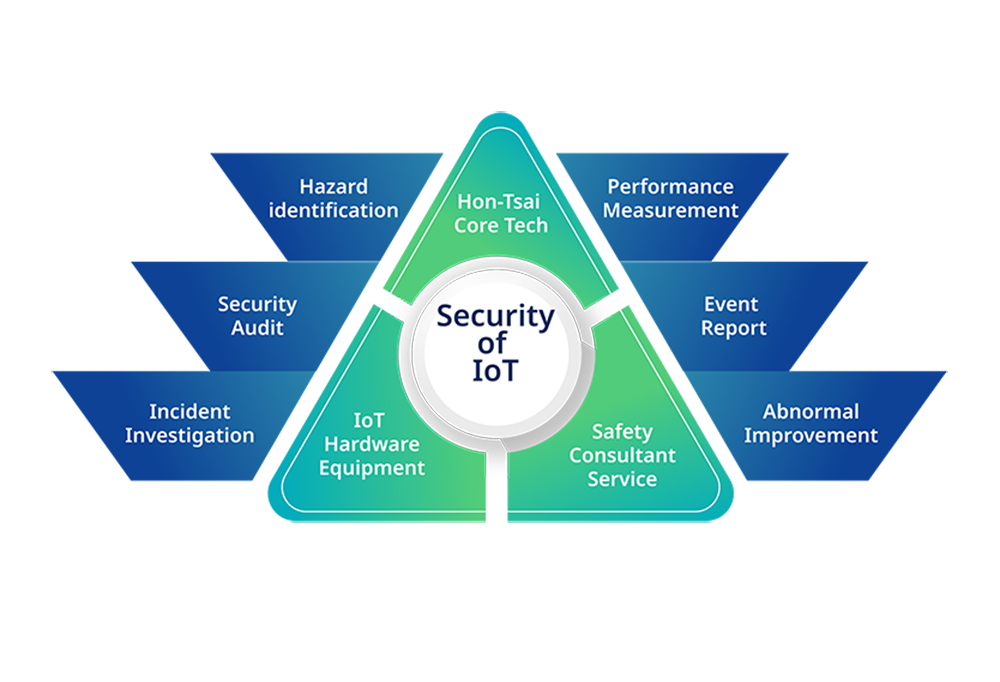 Hazard
identification
Security
Audit
Incident
Investigation
Hon-Tsai
Core Tech
Security
of
IoT
IoT
Hardware
Equipment
Safety
Consultant
Service
Performance
Measurement
Event
Report
Abnormal
Improvement